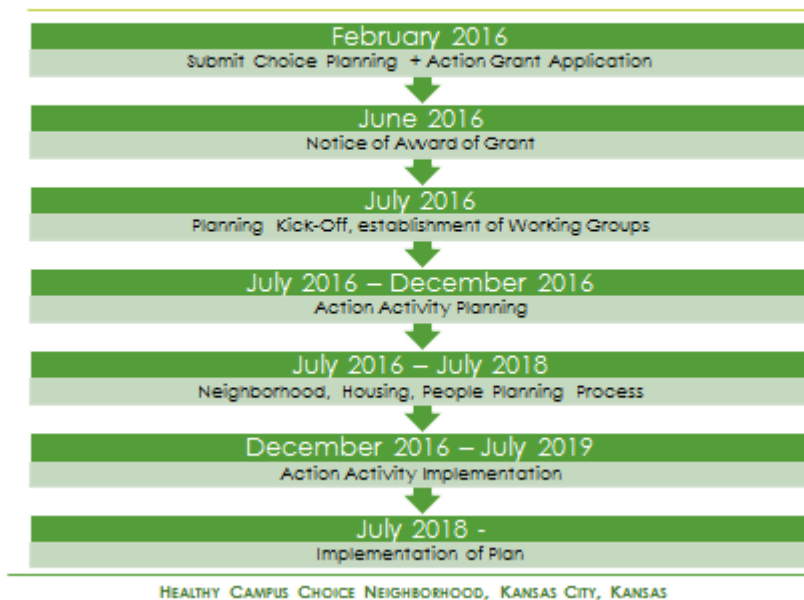 February 2016
Submit Choice Planning + Action Grant Application
June 2016
Notice of Award of Grant
July 2016
Planning Kick-Off, establishment of Working Groups
July 2016 – December 2016
Action Activity Planning
July 2016 – July 2018
Neighborhood, Housing, People Planning Process
December 2016 – July 2019
Action Activity Implementation
July 2018 -
Implementation of Plan
HEALTHY CAMPUS CHOICE NEIGHBORHOOD, KANSAS CITY, KANSAS